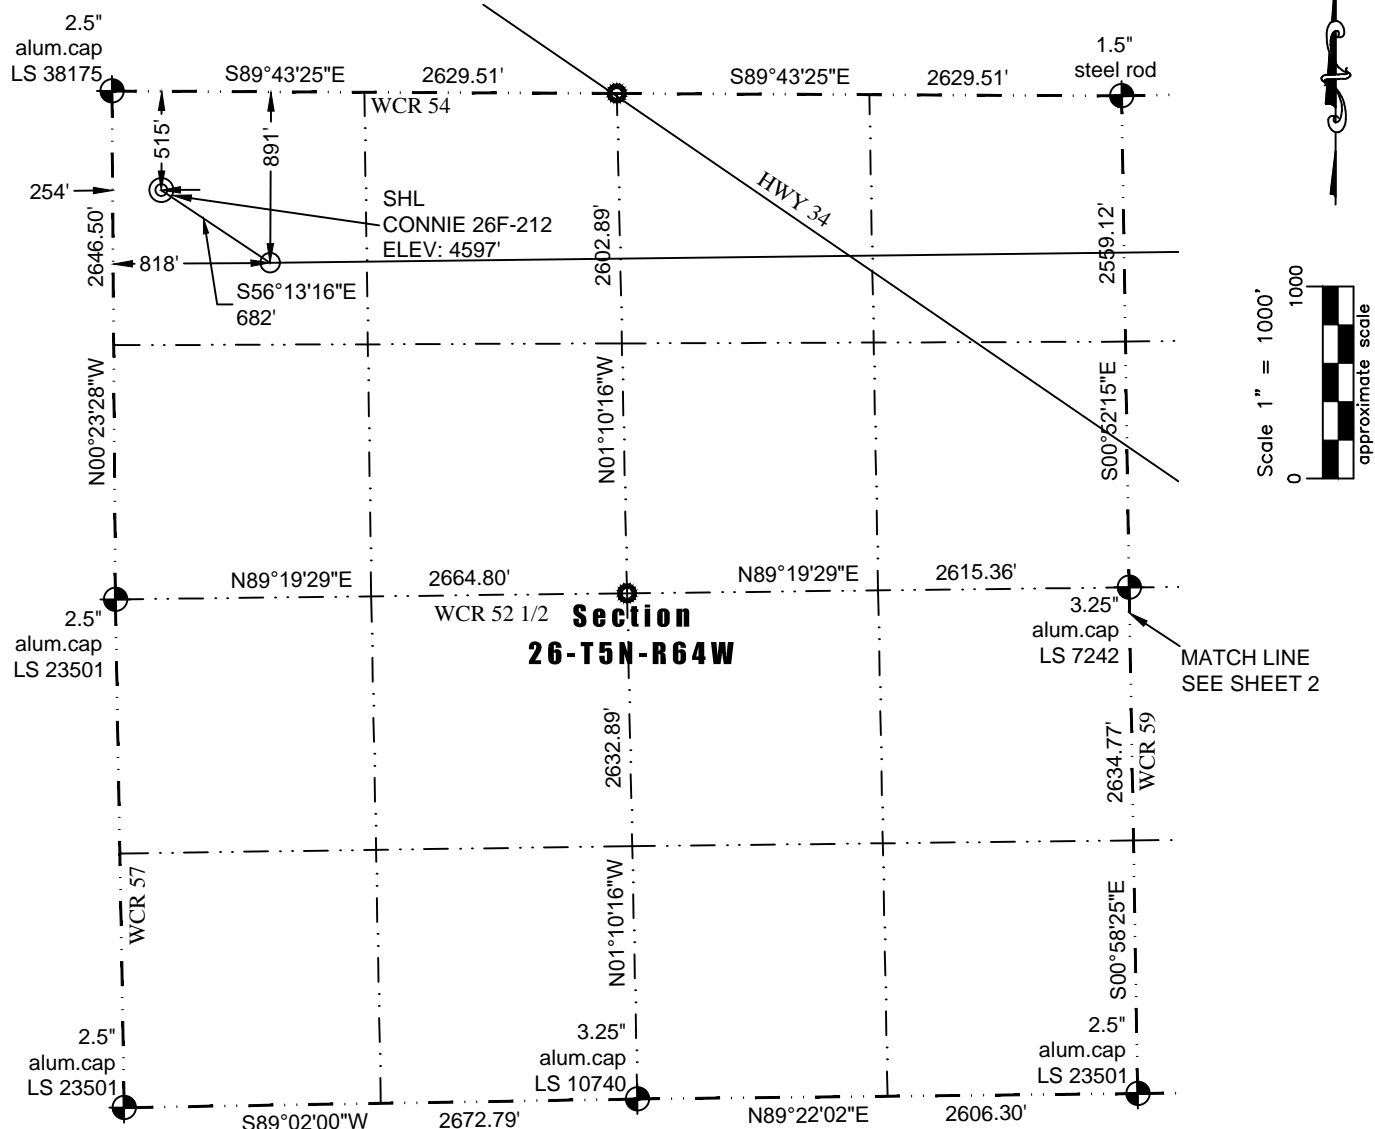 2.5"
alum.cap
LS 38175
S89°43'25"E
2629.51'
S89°43'25"E
2629.51'
1.5"
steel rod
WCR 54
515'
891'
254'
SHL
CONNIE 26F-212
ELEV: 4597'
HWY 34
2646.50'
818'
S56°13'16"E
682'
2602.89'
2559.12'
Scale 1" = 1000'
0
1000
approximate scale
N00°23'28"W
N01°10'16"W
S00°52'15"E
N89°19'29"E
2664.80'
N89°19'29"E
2615.36'
WCR 52 1/2
Section
26-T5N-R64W
2.5"
alum.cap
LS 23501
3.25"
alum.cap
LS 7242
MATCH LINE
SEE SHEET 2
2632.89'
2634.77'
WCR 59
WCR 57
N01°10'16"W
S00°58'25"E
2.5"
alum.cap
LS 23501
3.25"
alum.cap
LS 10740
2.5"
alum.cap
LS 23501
S89°02'00"W
2672.79'
N89°22'02"E
2606.30'